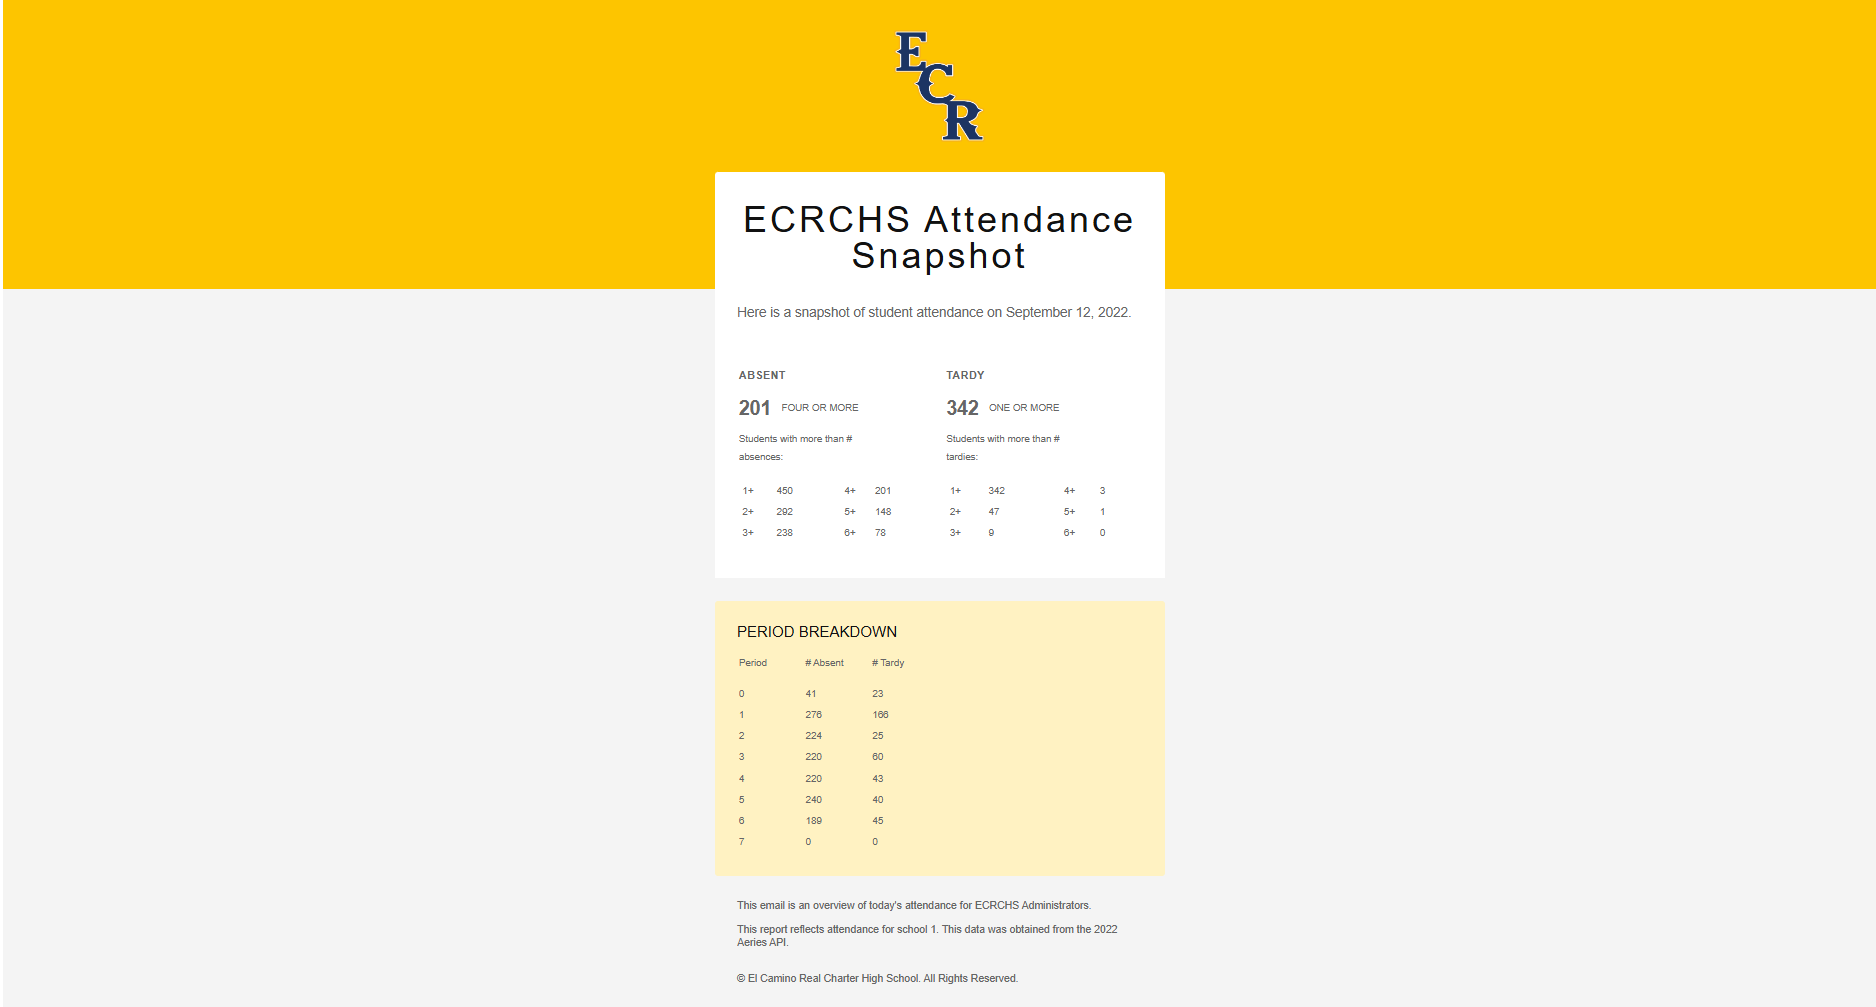 ECR
ECRCHS Attendance
Snapshot
Here is a snapshot of student attendance on September 12, 2022.
ABSENT
201 FOUR OR MORE
Students with more than #
absences:
1+ 450 4+ 201
2+ 292 5+ 148
3+ 238 6+ 78
TARDY
342 ONE OR MORE
Students with more than #
tardies:
1+ 342 4+ 3
2+ 47 5+ 1
3+ 9 6+ 0
PERIOD BREAKDOWN
Period # Absent # Tardy
0 41 23
1 276 166
2 224 25
3 220 60
4 220 43
5 240 40
6 189 45
7 0 0
This email is an overview of today's attendance for ECRCHS Administrators.
This report reflects attendance for school 1. This data was obtained from the 2022
Aeries API.
© El Camino Real Charter High School. All Rights Reserved.